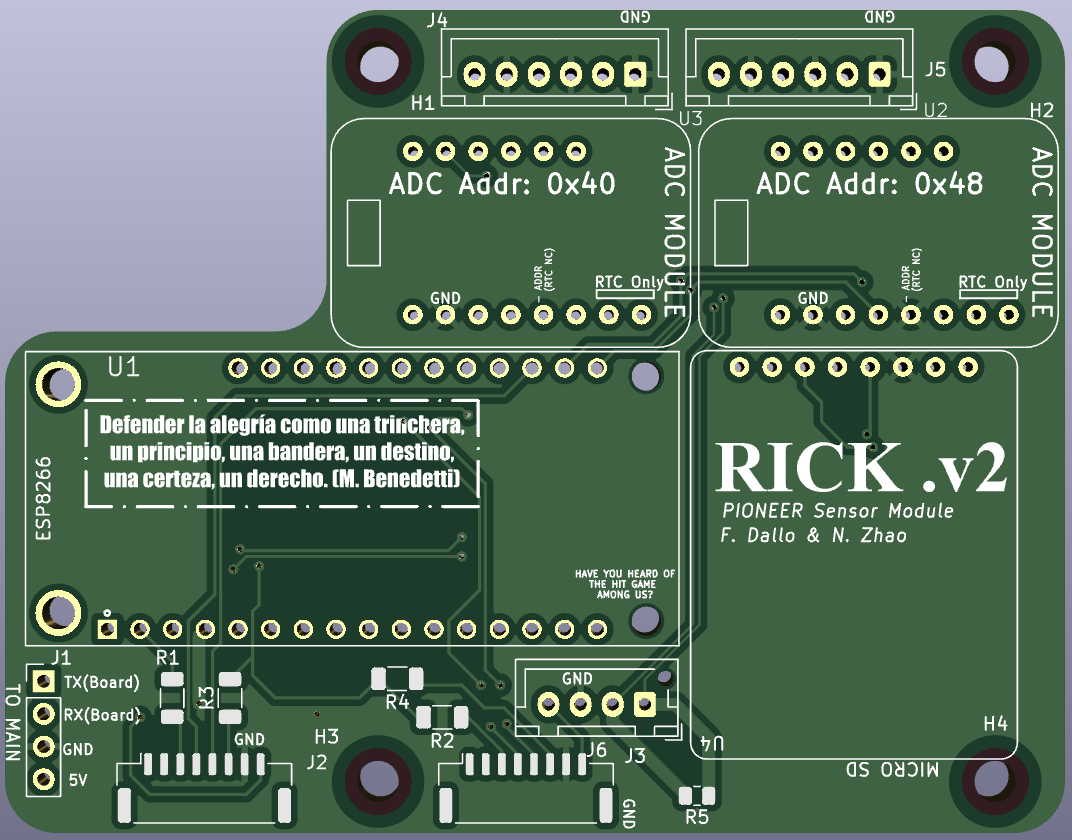 J4
GND
GND
J5
H1
U3
U2
H2
ADC Addr: 0x40
ADC MODULE
ADC Addr: 0x48
ADC MODULE
ADDR
(RTC NC)
RTC Only
GND
ADDR
(RTC NC)
RTC Only
GND
U1
Defender la alegría como una trinchera,
un principio, una bandera, un destino,
una certeza, un derecho. (M. Benedetti)
ESP8266
RICK .v2
PIONEER Sensor Module
F. Dallo & N. Zhao
HAVE YOU HEARD OF
THE HIT GAME
AMONG US?
J1
R1
TX(Board)
RX(Board)
GND
5V
TO MAIN
R3
R4
R2
GND
GND
H3
J2
J6
J3
U4
H4
MICRO SD
GND
R5